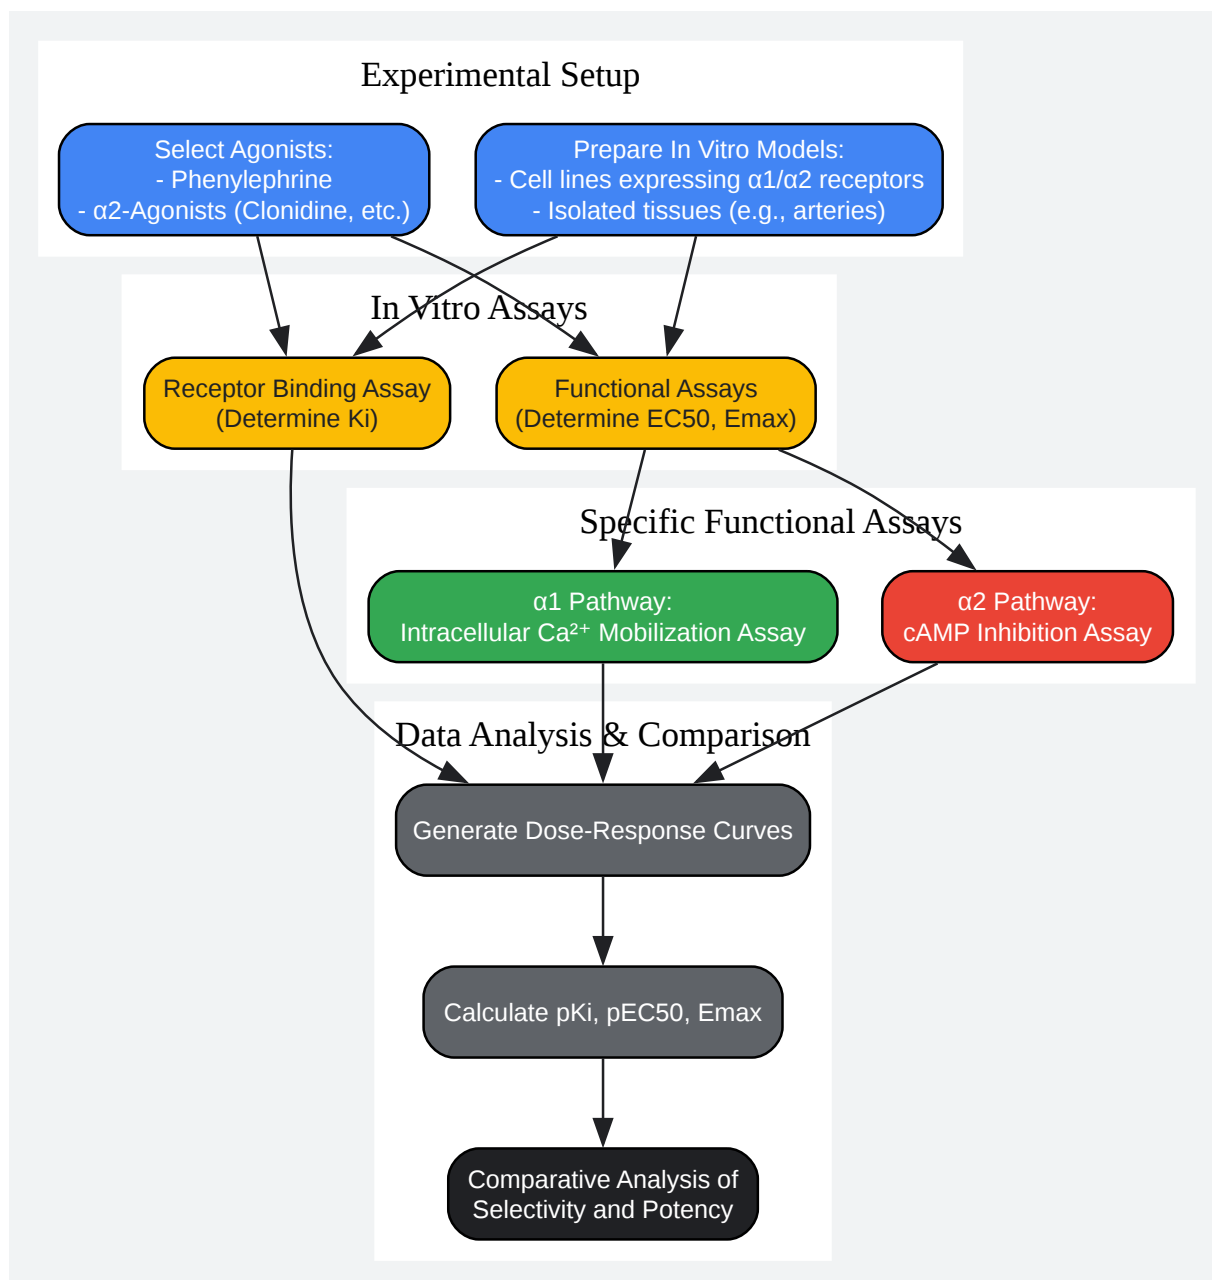 Experimental Setup
Select Agonists:
- Phenylephrine
- α2-Agonists (Clonidine, etc.)
Prepare In Vitro Models:
- Cell lines expressing α1/α2 receptors
- Isolated tissues (e.g., arteries)
In Vitro Assays
Receptor Binding Assay
(Determine Ki)
Functional Assays
(Determine EC50, Emax)
Specific Functional Assays
α1 Pathway:
Intracellular Ca²⁺ Mobilization Assay
α2 Pathway:
cAMP Inhibition Assay
Data Analysis & Comparison
Generate Dose-Response Curves
Calculate pKi, pEC50, Emax
Comparative Analysis of
Selectivity and Potency